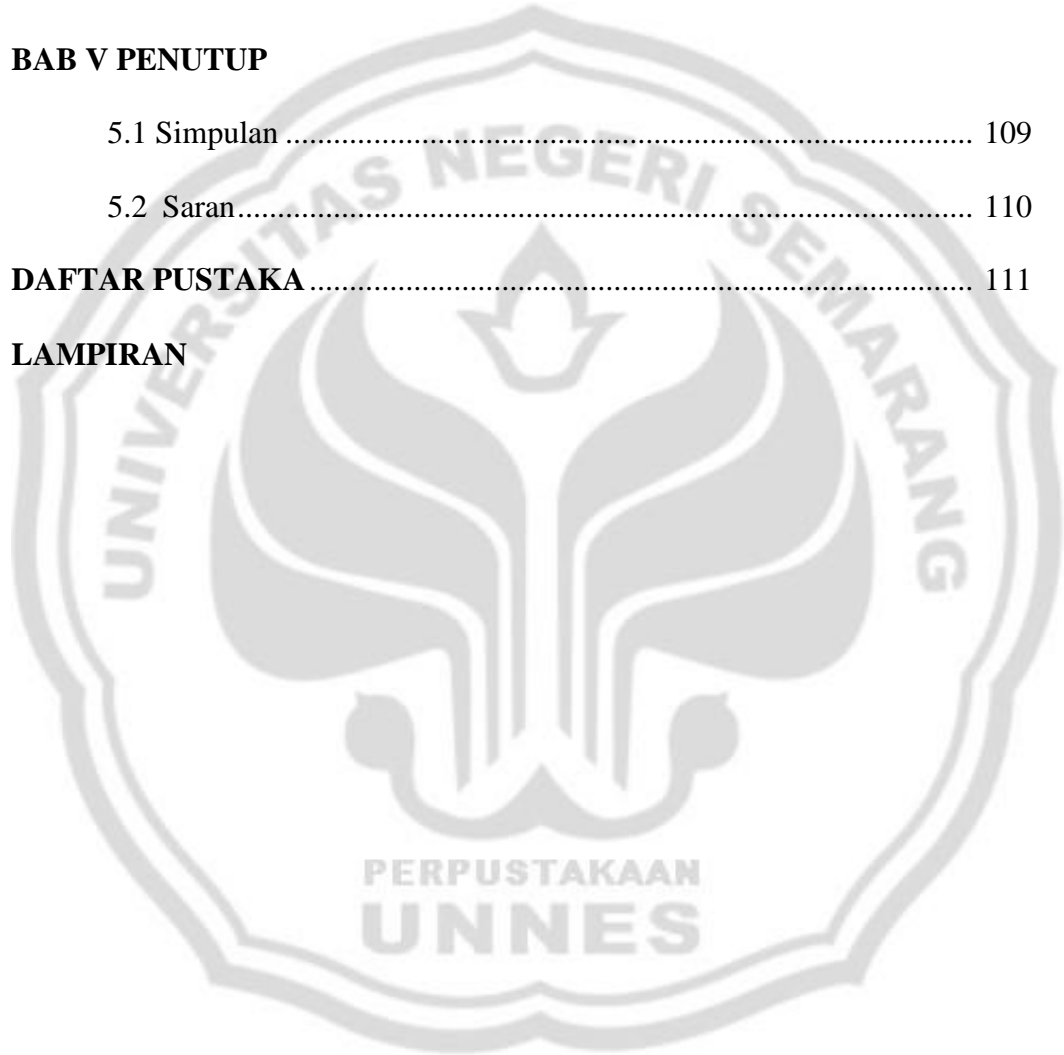 BAB V PENUTUP
5.1 Simpulan ................................................................................ 109
5.2 Saran..................................................................................... 110
DAFTAR PUSTAKA ............................................................................. 111
LAMPIRAN
UNIVERSITAS NEGERI SEMARANG
PERPUSTAKAAN
UNNES